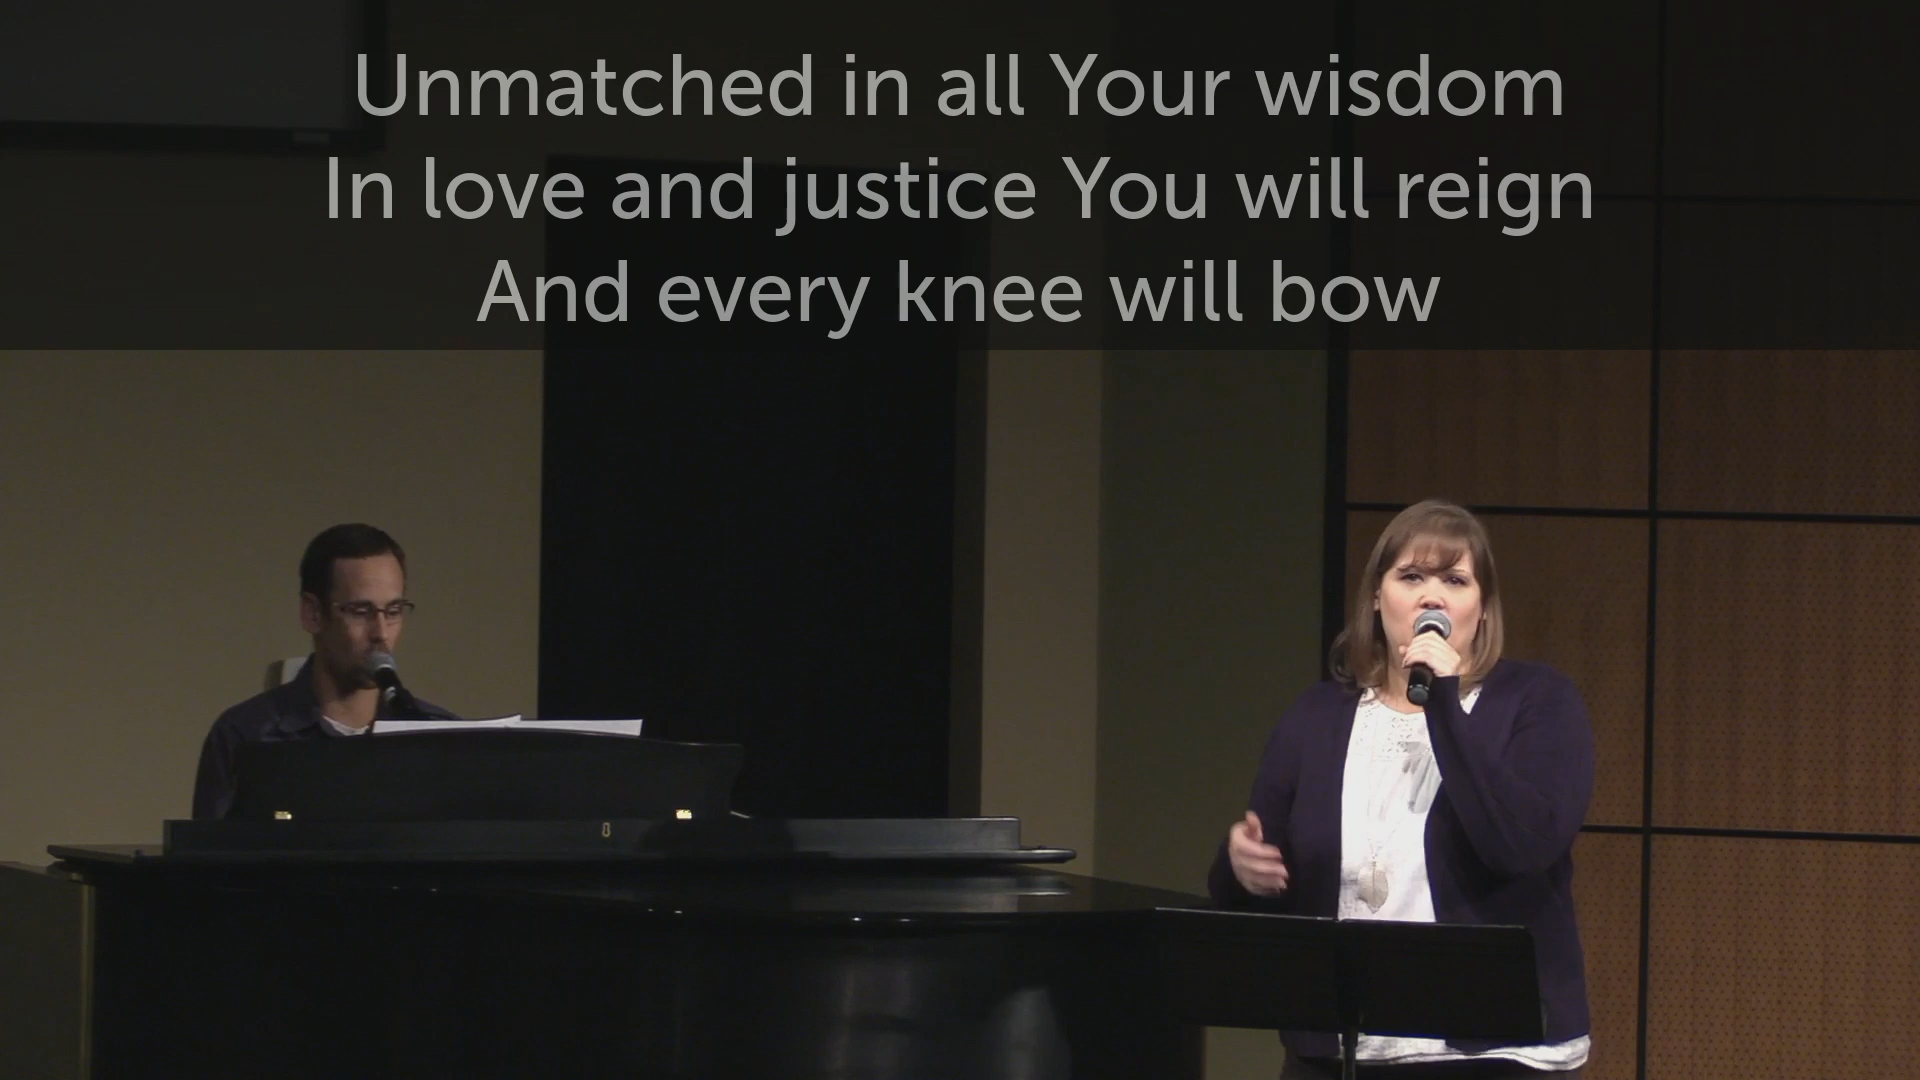 Unmatched in all Your wisdom
In love and justice You will reign
And every knee will bow